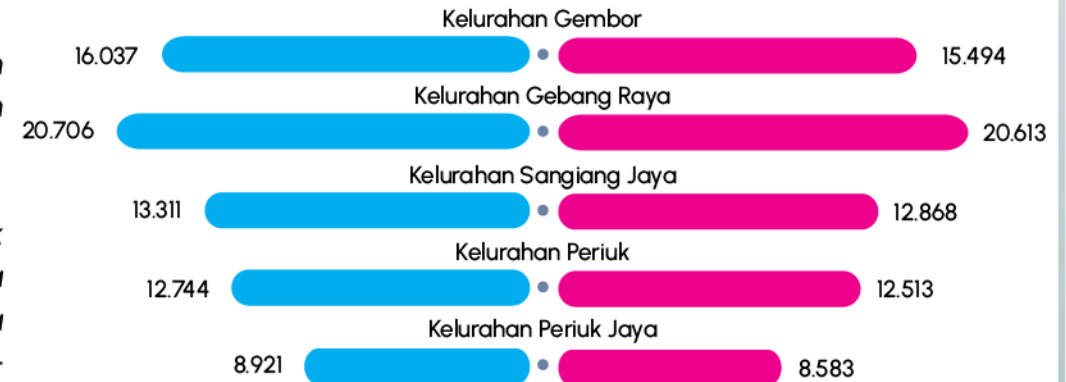 Kelurahan Gembor
16.037 15.494
Kelurahan Gebang Raya
20.706 20.613
Kelurahan Sangiang Jaya
13.311 12.868
Kelurahan Periuk
12.744 12.513
Kelurahan Periuk Jaya
8.921 8.583